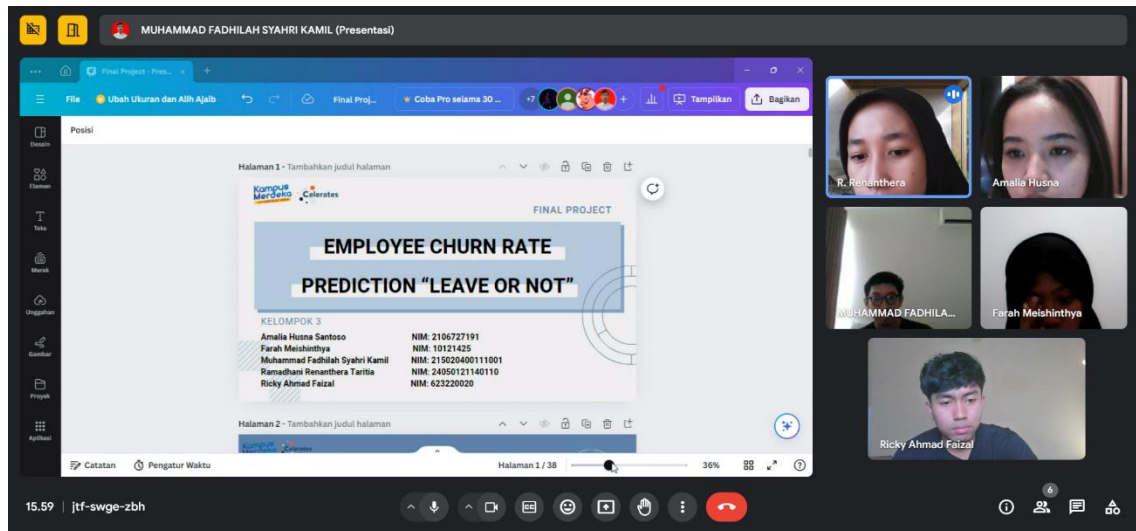 MUHAMMAD FADHILAH SYAHRI KAMIL (Presentasi)
Final Project - Pres...
File
Ubah Ukuran dan Alih Ajaib
Final Proj...
Coba Pro selama 30 ...
+7
Tampilkan
Bagikan
Desain
Elemen
Teks
Merek
Unggahan
Gambar
Proyek
Aplikasi
Posisi
Halaman 1 - Tambahkan judul halaman
Kampus Merdeka
Celerates
FINAL PROJECT
EMPLOYEE CHURN RATE
PREDICTION “LEAVE OR NOT”
KELOMPOK 3
Amalia Husna Santoso NIM: 2106727191
Farah Meishinthya NIM: 10121425
Muhammad Fadhilah Syahri Kamil NIM: 215020400111001
Ramadhani Renanthera Taritia NIM: 24050121140110
Ricky Ahmad Faizal NIM: 623220020
Halaman 2 - Tambahkan judul halaman
Catatan
Pengatur Waktu
Halaman 1 / 38
36%
R. Renanthera
Amalia Husna
MUHAMMAD FADHILA...
Farah Meishinthya
Ricky Ahmad Faizal
15.59 | jtf-swge-zbh
6